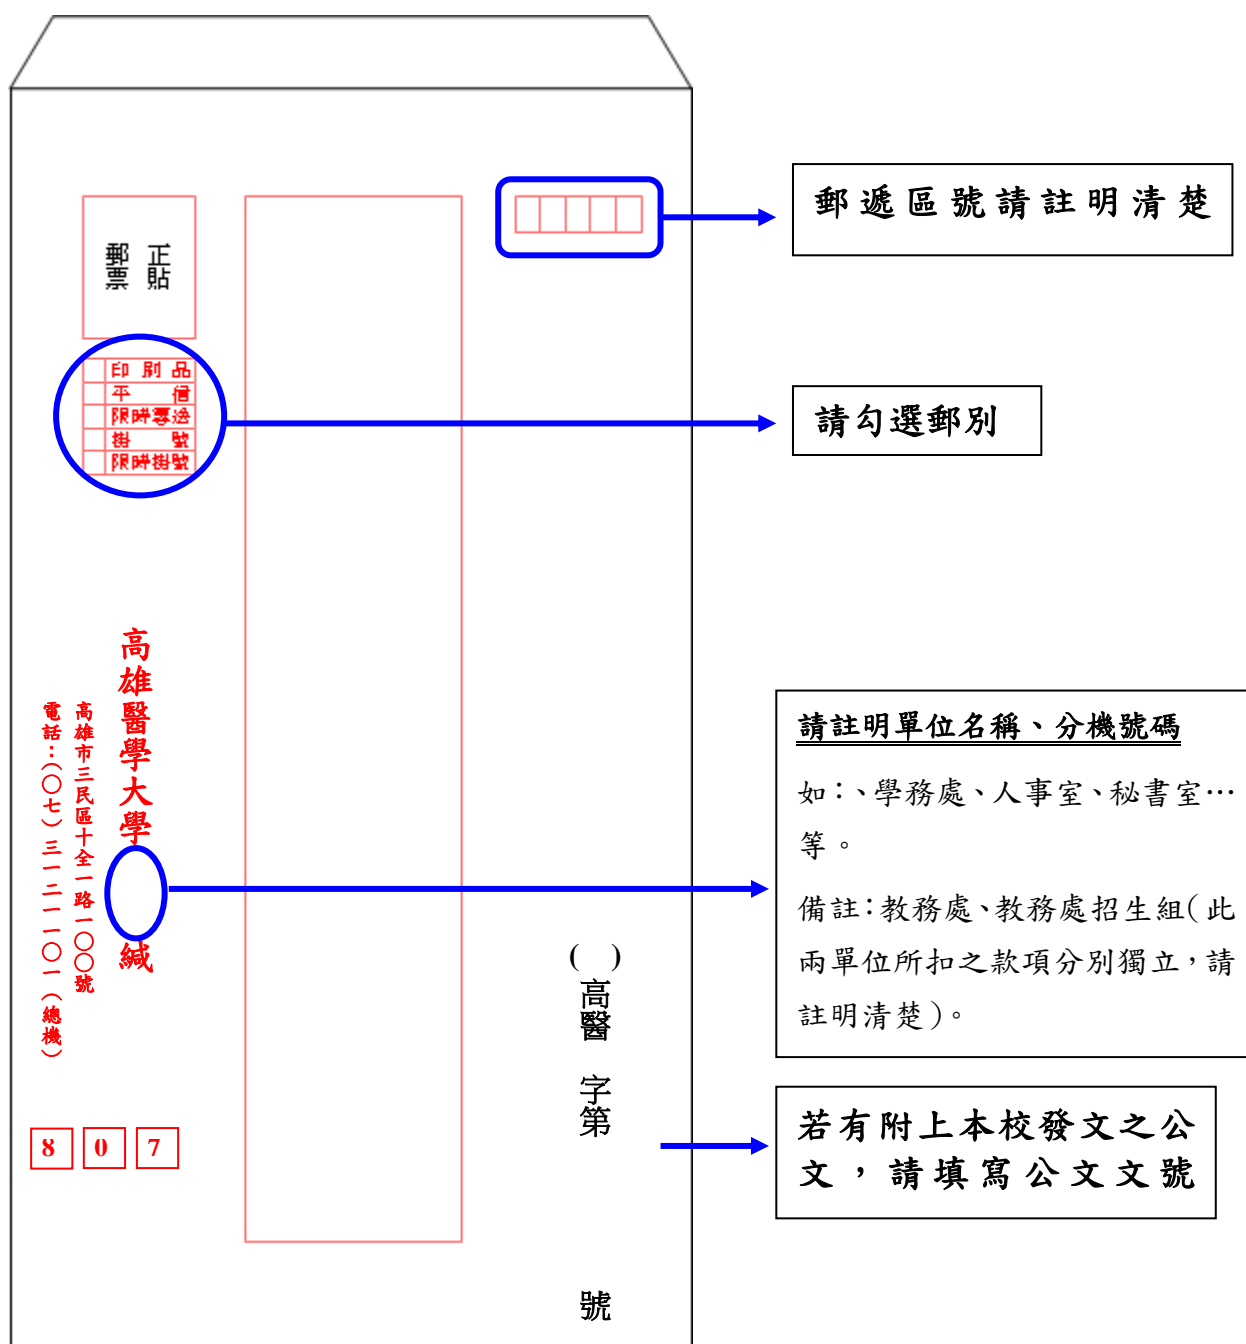 郵遞區號請註明清楚
正貼
郵票
印刷品
平信
限時專送
掛號
限時掛號
請勾選郵別
高雄醫學大學
緘
高雄市三民區十全一路一〇〇號
電話：（〇七）三一二一一〇一（總機）
807
請註明單位名稱、分機號碼
如：、學務處、人事室、秘書室…
等。
備註：教務處、教務處招生組（此
兩單位所扣之款項分別獨立，請
註明清楚）。
( )高醫 字第 號
若有附上本校發文之公
文，請填寫公文文號